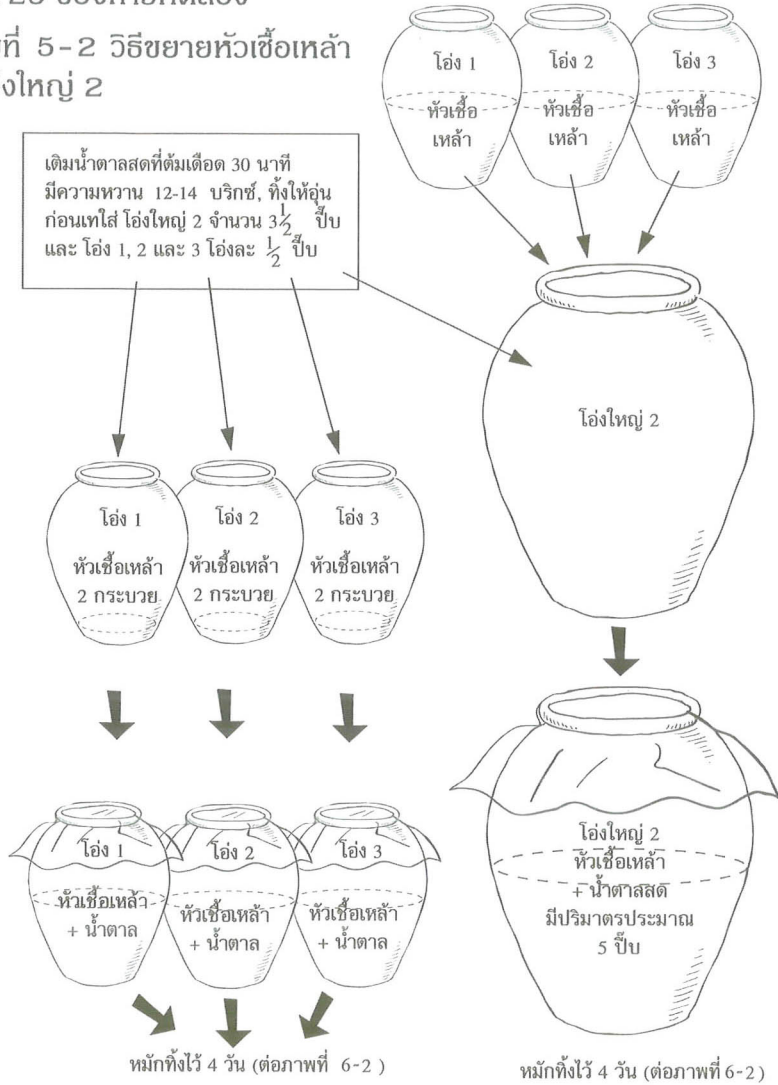 ที่ 5-2 วิธีขยายหัวเชื้อเหล้า
งใหญ่ 2
โอ่ง 1
หัวเชื้อ
เหล้า
โอ่ง 2
หัวเชื้อ
เหล้า
โอ่ง 3
หัวเชื้อ
เหล้า
เติมน้ำตาลสดที่ต้มเดือด 30 นาที
มีความหวาน 12-14 บริกซ์, ทิ้งให้อุ่น
ก่อนเทใส่ โอ่งใหญ่ 2 จำนวน 3½ ปี๊บ
และ โอ่ง 1, 2 และ 3 โอ่งละ ½ ปี๊บ
โอ่งใหญ่ 2
โอ่ง 1
หัวเชื้อเหล้า
2 กระบวย
โอ่ง 2
หัวเชื้อเหล้า
2 กระบวย
โอ่ง 3
หัวเชื้อเหล้า
2 กระบวย
โอ่ง 1
หัวเชื้อเหล้า
+ น้ำตาล
โอ่ง 2
หัวเชื้อเหล้า
+ น้ำตาล
โอ่ง 3
หัวเชื้อเหล้า
+ น้ำตาล
โอ่งใหญ่ 2
หัวเชื้อเหล้า
+ น้ำตาลสด
มีปริมาตรประมาณ
5 ปี๊บ
หมักทิ้งไว้ 4 วัน (ต่อภาพที่ 6-2 )
หมักทิ้งไว้ 4 วัน (ต่อภาพที่ 6-2 )